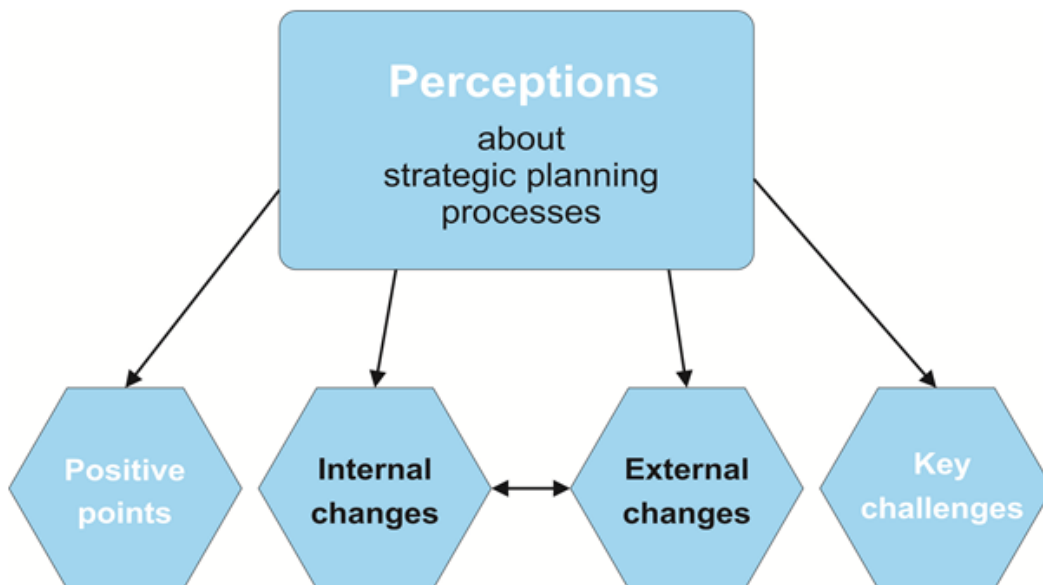 Perceptions
about
strategic planning
processes
Positive
points
Internal
changes
External
changes
Key
challenges